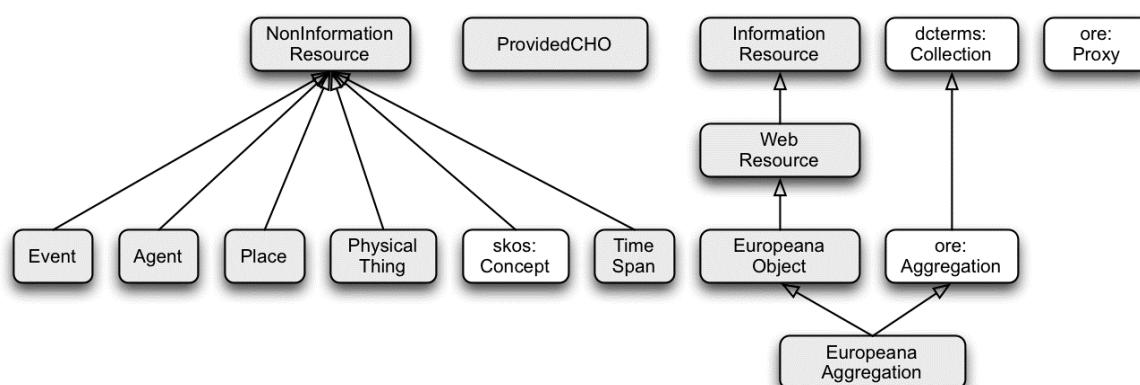 NonInformation
Resource
ProvidedCHO
Information
Resource
dcterms:
Collection
ore:
Proxy
Web
Resource
Event
Agent
Place
Physical
Thing
skos:
Concept
Time
Span
Europeana
Object
ore:
Aggregation
Europeana
Aggregation